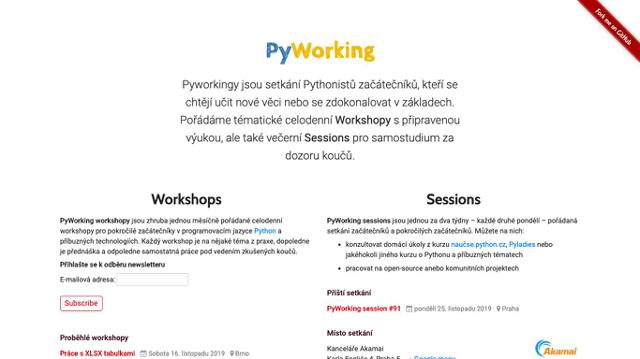 Fork me on GitHub
PyWorking
Pyworkingy jsou setkání Pythonistů začátečníků, kteří se
chtějí učit nové věci nebo se zdokonalovat v základech.
Pořádáme tématické celodenní Workshopy s připravenou
výukou, ale také večerní Sessions pro samostudium za
dozoru koučů.
Workshops
PyWorking workshopy jsou zhruba jednou měsíčně pořádané celodenní
workshopy pro pokročilé začátečníky v programovacím jazyce Python a
příbuzných technologiích. Každý workshop je na nějaké téma z praxe, dopoledne
je přednáška a odpoledne samostatná práce pod vedením zkušených koučů.
Přihlašte se k odběru newsletteru
E-mailová adresa:
Subscribe
Proběhlé workshopy
Práce s XLSX tabulkami Sobota 16. listopadu 2019 Brno
Sessions
PyWorking sessions jsou jednou za dva týdny – každé druhé pondělí – pořádaná
setkání začátečníků a pokročilých začátečníků. Můžete na nich:
• konzultovat domácí úkoly z kurzu naučse.python.cz, Pyladies nebo
jakéhokoli jiného kurzu o Pythonu a příbuzných tématech
• pracovat na open-source anebo komunitních projektech
Příští setkání
PyWorking session #91 pondělí 25. listopadu 2019 Praha
Místo setkání
Kanceláře Akamai
Karla Engliše 4, Praha 5 Google mapy
Akamai